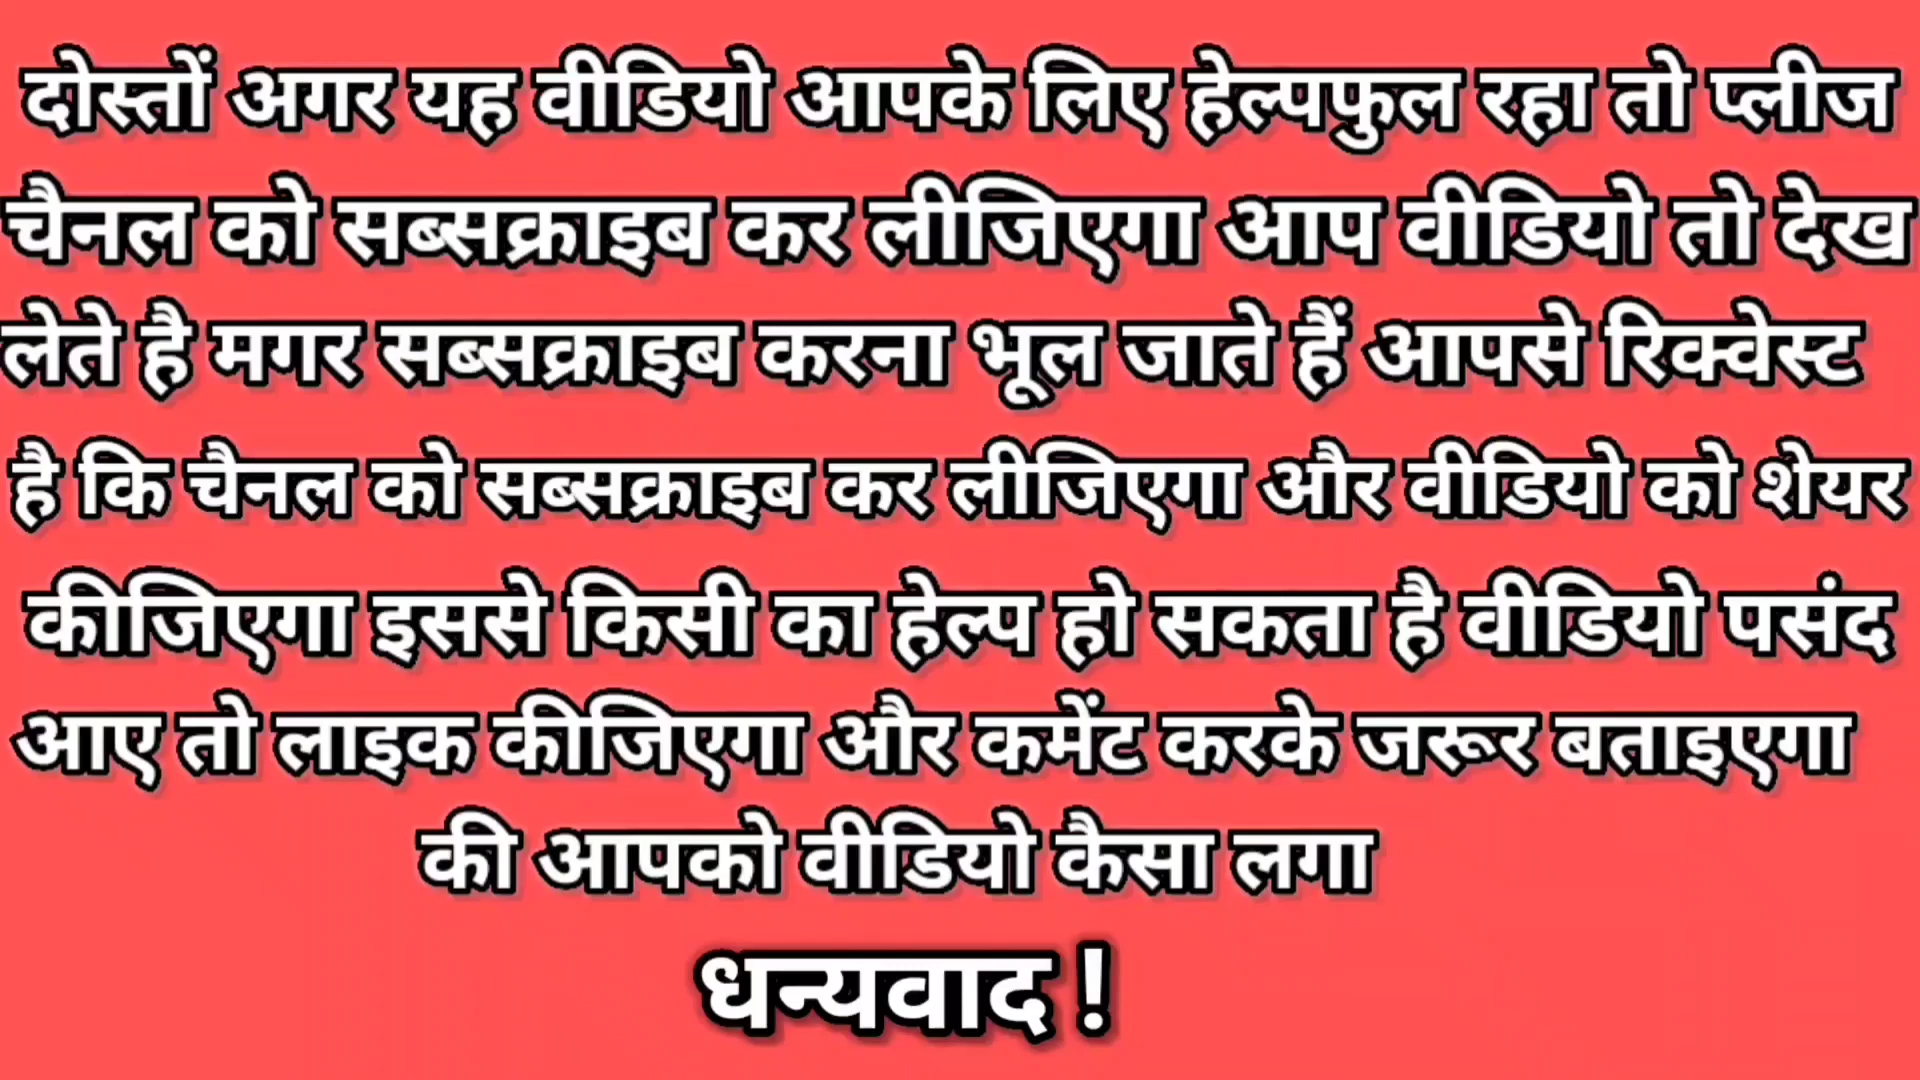 दोस्तों अगर यह वीडियो आपके लिए हेल्पफुल रहा तो प्लीज
चैनल को सब्सक्राइब कर लीजिएगा आप वीडियो तो देख
लेते है मगर सब्सक्राइब करना भूल जाते हैं आपसे रिक्वेस्ट
है कि चैनल को सब्सक्राइब कर लीजिएगा और वीडियो को शेयर
कीजिएगा इससे किसी का हेल्प हो सकता है वीडियो पसंद
आए तो लाइक कीजिएगा और कमेंट करके जरूर बताइएगा
की आपको वीडियो कैसा लगा
धन्यवाद !